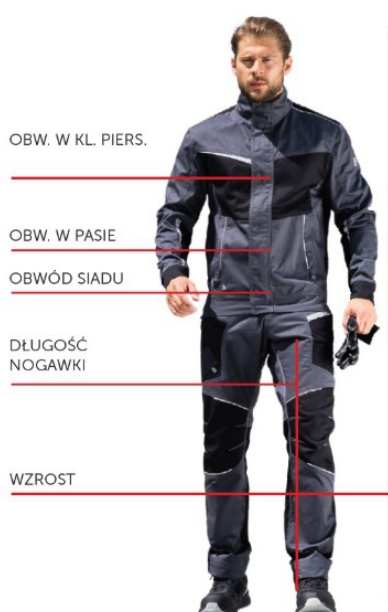 OBW. W KL. PIERS.
OBW. W PASIE
OBWÓD SIADU
DŁUGOŚĆ
NOGAWKI
WZROST